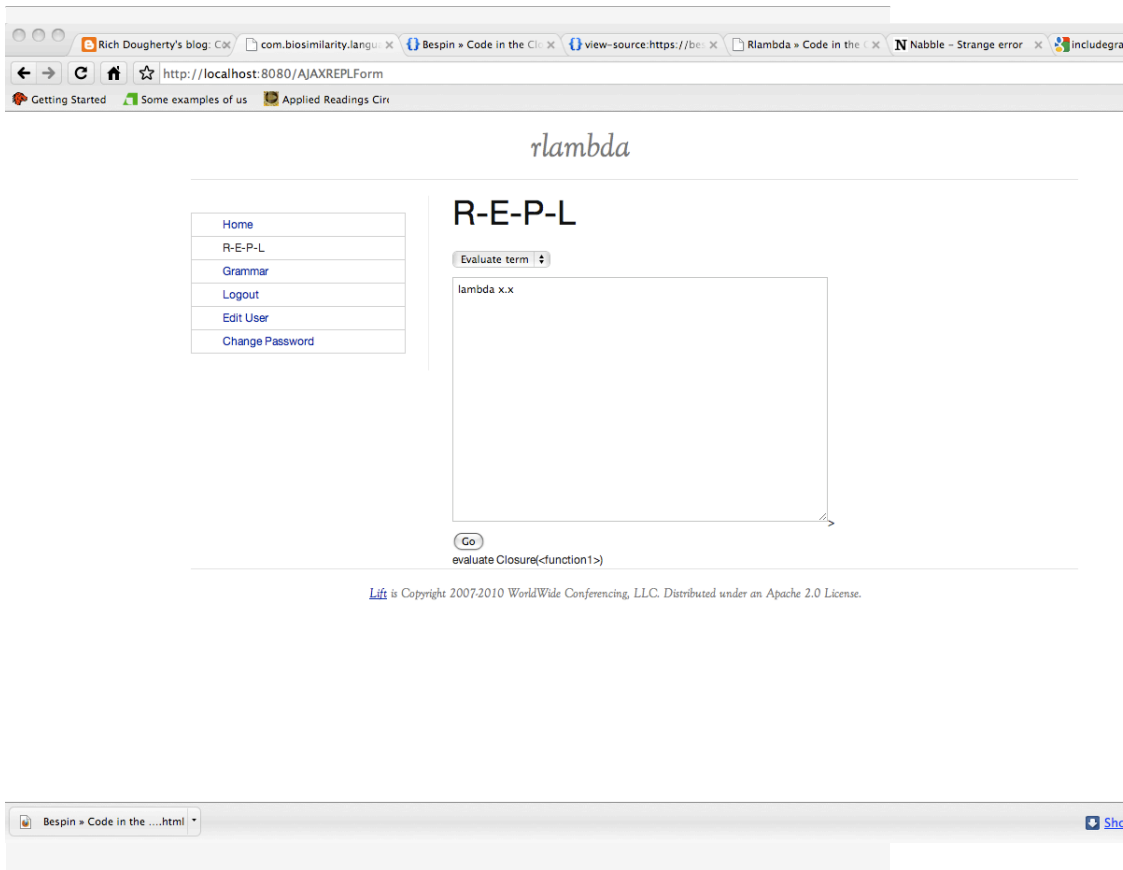 Rich Dougherty's blog: Co
com.biosimilarity.langu
{} Bespin » Code in the Clo
{} view-source:https://bes
Rlambda » Code in the C
N Nabble - Strange error
includegra
http://localhost:8080/AJAXREPLForm
Getting Started
Some examples of us
Applied Readings Circ
rlambda
Home
R-E-P-L
Grammar
Logout
Edit User
Change Password
R-E-P-L
Evaluate term
lambda x.x
>
Go
evaluate Closure(<function1>)
Lift is Copyright 2007-2010 WorldWide Conferencing, LLC. Distributed under an Apache 2.0 License.
Bespin » Code in the ....html
Sho